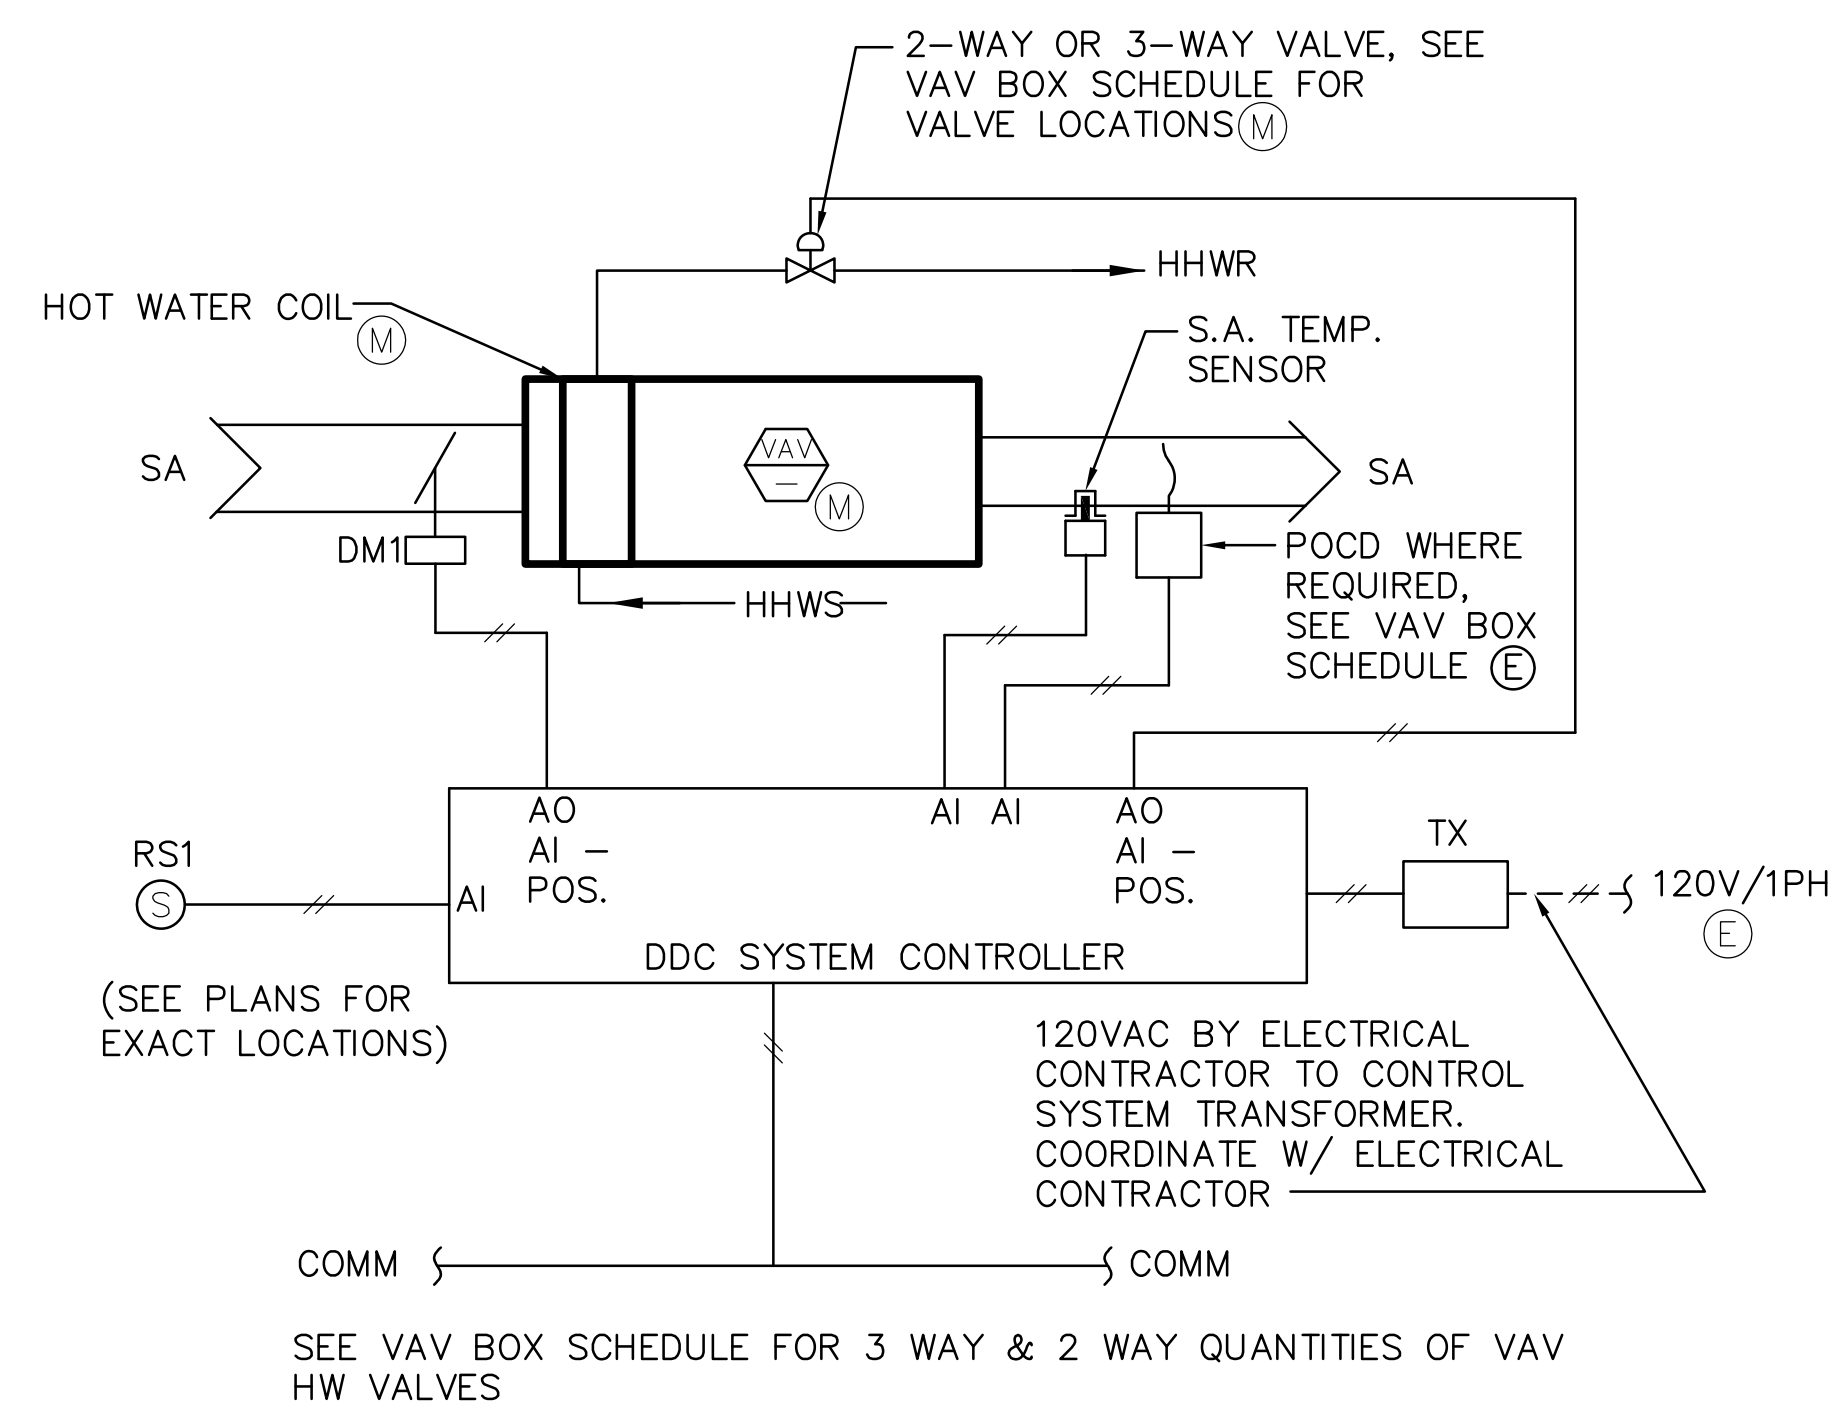 2-WAY OR 3-WAY VALVE, SEE
VAV BOX SCHEDULE FOR
VALVE LOCATIONS M
HHWR
HOT WATER COIL
M
S.A. TEMP.
SENSOR
SA
VAV
-
M
SA
DM1
HHWS
POCD WHERE
REQUIRED,
SEE VAV BOX
SCHEDULE E
AO
AI -
POS.
AI
AI
AO
AI -
POS.
RS1
S
AI
TX
120V/1PH
E
DDC SYSTEM CONTROLLER
(SEE PLANS FOR
EXACT LOCATIONS)
120VAC BY ELECTRICAL
CONTRACTOR TO CONTROL
SYSTEM TRANSFORMER.
COORDINATE W/ ELECTRICAL
CONTRACTOR
COMM
COMM
SEE VAV BOX SCHEDULE FOR 3 WAY & 2 WAY QUANTITIES OF VAV
HW VALVES